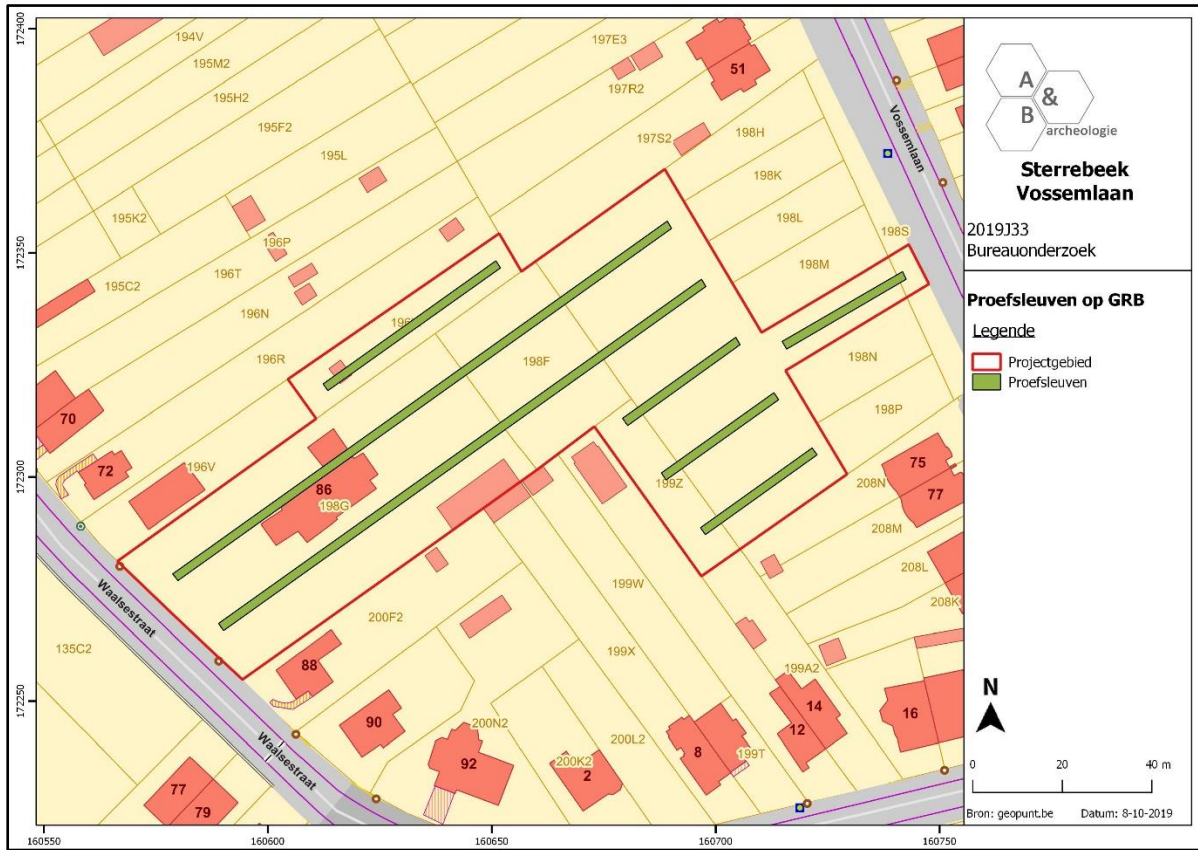 172400
172350
172300
172250
160550
160600
160650
160700
160750
194V
195M2
195H2
195F2
195L
195K2
195C2
196P
196T
196N
196R
196V
197E3
197R2
197S2
51
198H
198K
198L
198M
198S
198F
198N
198P
Vossemlaan
70
72
86
198G
199Z
75
77
208N
208M
208L
208K
Waalsestraat
135C2
200F2
199W
199X
199A2
88
90
92
200N2
200K2
2
200L2
8
199T
12
14
16
Waalsestraat
77
79
A
&
B
archeologie
Sterrebeek
Vossemlaan
2019J33
Bureauonderzoek
Proefsleuven op GRB
Legende
Projectgebied
Proefsleuven
N
0 20 40 m
Bron: geopunt.be Datum: 8-10-2019